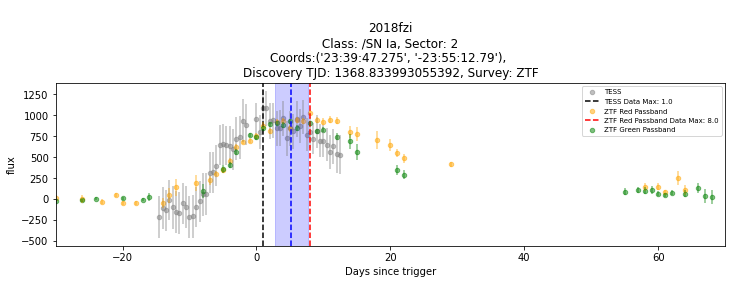 2018fzi
Class: /SN Ia, Sector: 2
Coords:('23:39:47.275', '-23:55:12.79'),
Discovery TJD: 1368.833993055392, Survey: ZTF
TESS
TESS Data Max: 1.0
ZTF Red Passband
ZTF Red Passband Data Max: 8.0
ZTF Green Passband
flux
1250
1000
750
500
250
0
−250
−500
−20
0
20
40
60
Days since trigger